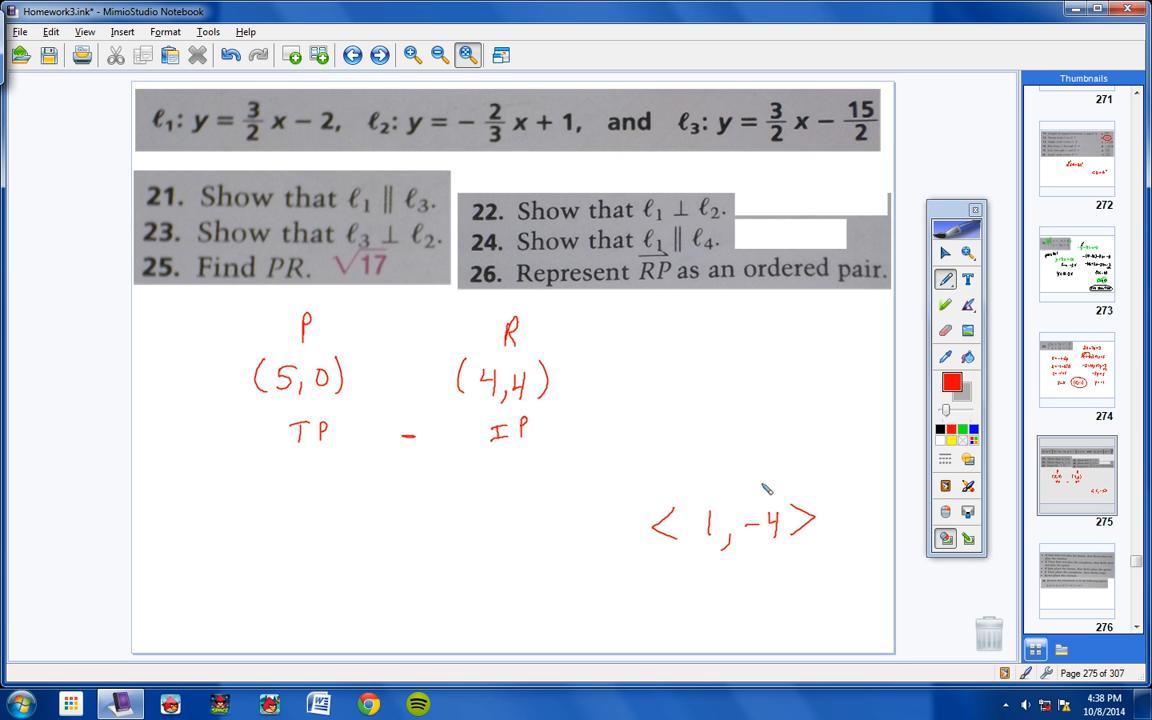 Homework3.ink* - MimioStudio Notebook
File Edit View Insert Format Tools Help
Thumbnails
ℓ₁: y = 3/2 x − 2, ℓ₂: y = − 2/3 x + 1, and ℓ₃: y = 3/2 x − 15/2
21. Show that ℓ₁ ∥ ℓ₃.
23. Show that ℓ₃ ⊥ ℓ₂.
25. Find PR. √17
22. Show that ℓ₁ ⊥ ℓ₂.
24. Show that ℓ₁ ∥ ℓ₄.
26. Represent R͞P⃗ as an ordered pair.
P R
(5,0) (4,4)
TP - IP
< 1, -4 >
271
272
273
274
275
276
Page 275 of 307
4:38 PM
10/8/2014